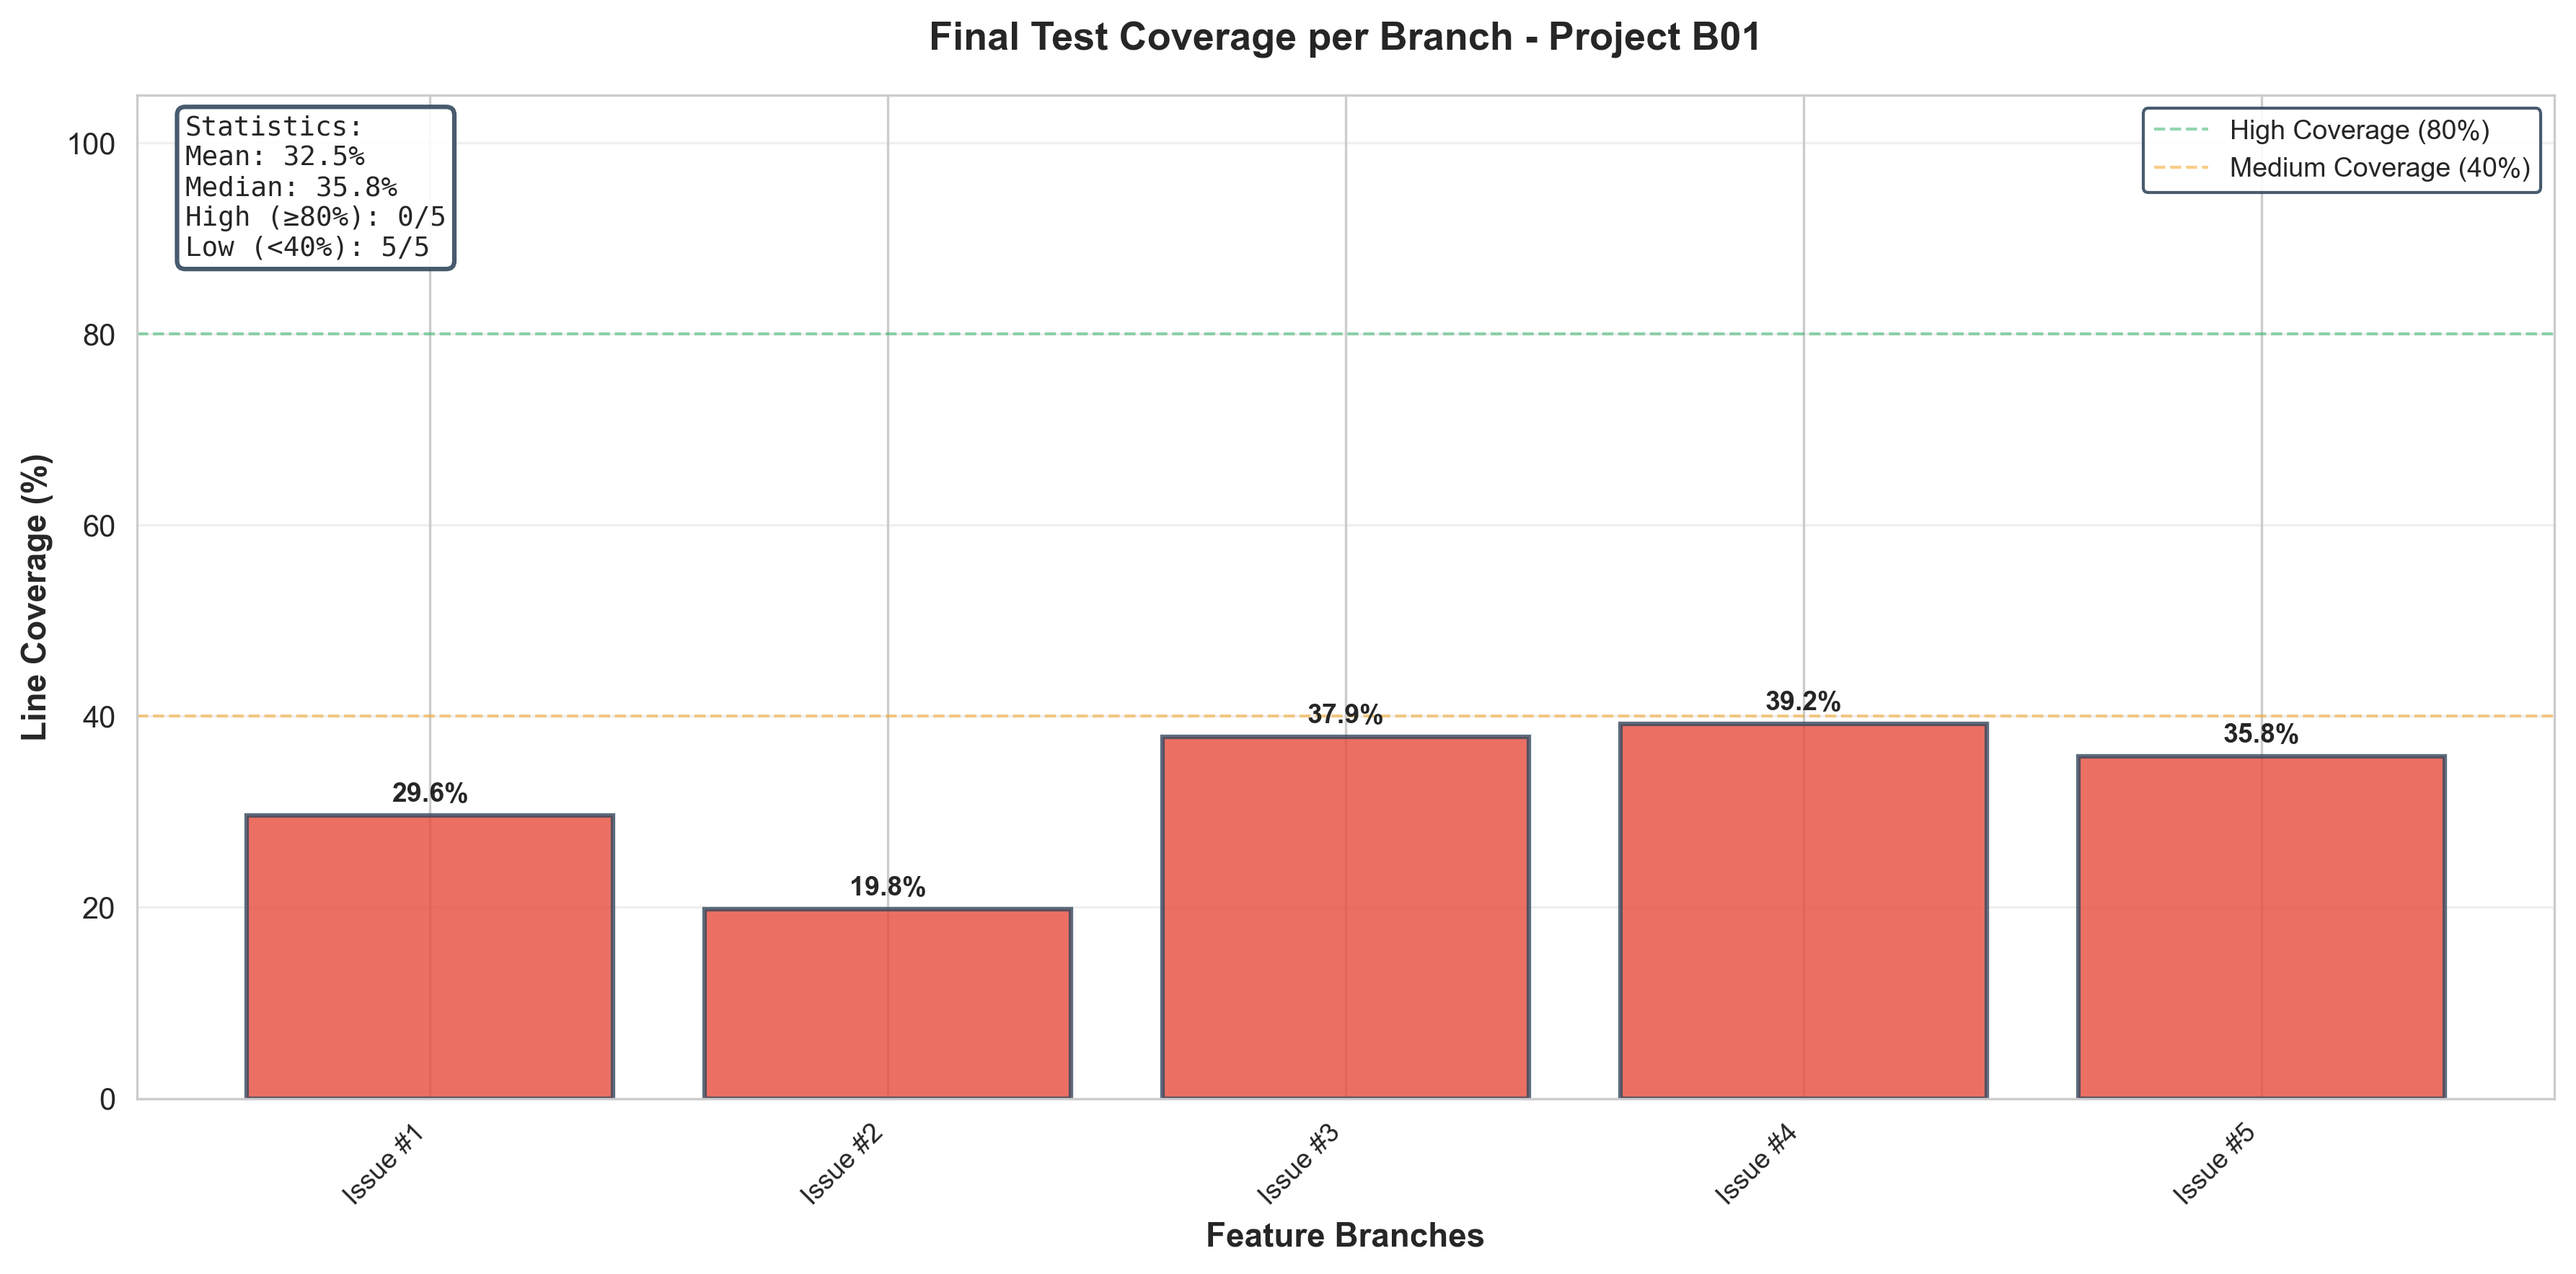 Final Test Coverage per Branch - Project B01
Statistics:
Mean: 32.5%
Median: 35.8%
High (≥80%): 0/5
Low (<40%): 5/5
High Coverage (80%)
Medium Coverage (40%)
Line Coverage (%)
100
80
60
40
20
0
29.6%
19.8%
37.9%
39.2%
35.8%
Issue #1
Issue #2
Issue #3
Issue #4
Issue #5
Feature Branches